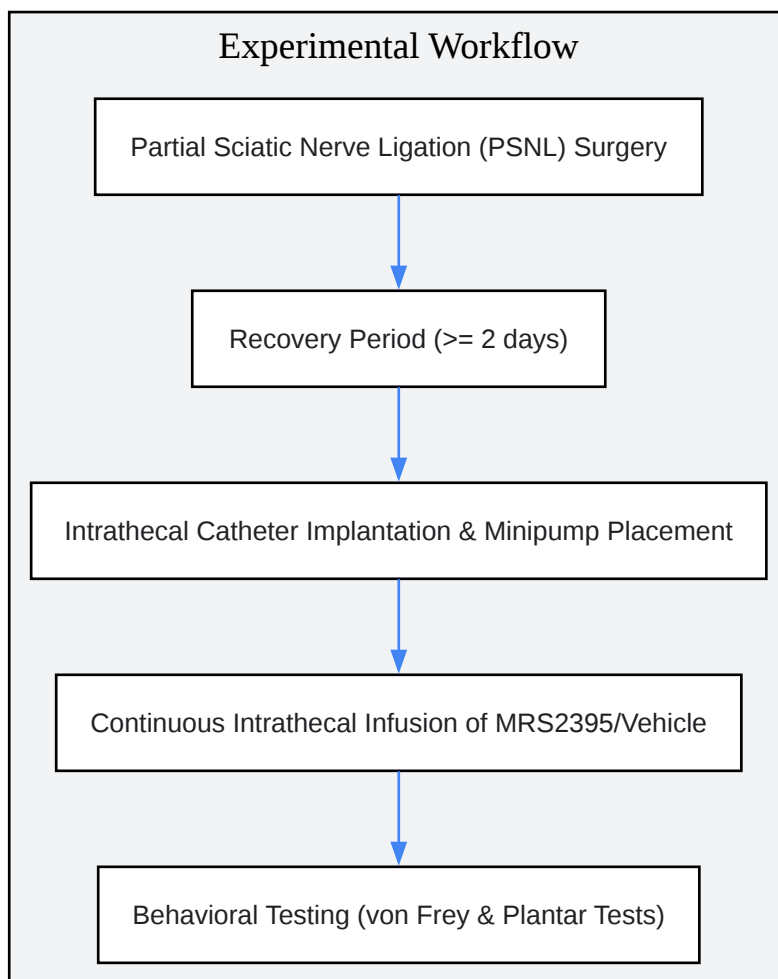 Experimental Workflow
Partial Sciatic Nerve Ligation (PSNL) Surgery
Recovery Period (>= 2 days)
Intrathecal Catheter Implantation & Minipump Placement
Continuous Intrathecal Infusion of MRS2395/Vehicle
Behavioral Testing (von Frey & Plantar Tests)